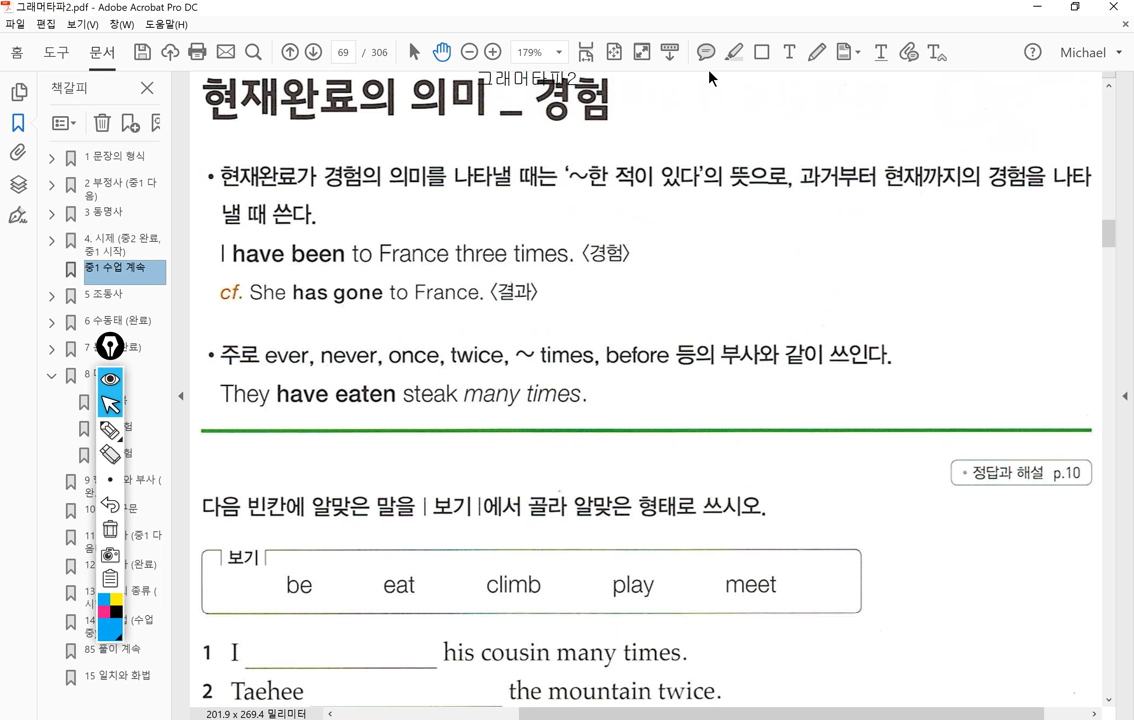 그래머타파2.pdf - Adobe Acrobat Pro DC
파일 편집 보기(V) 창(W) 도움말(H)
홈 도구 문서 69 / 306 179% Michael
책갈피
1 문장의 형식
2 부정사 (중1 다
음)
3 동명사
4. 시제 (중2 완료,
중1 시작)
중1 수업 계속
5 조동사
6 수동태 (완료)
85 풀이 계속
15 일치와 화법
그래머타파2
현재완료의 의미 _ 경험
• 현재완료가 경험의 의미를 나타낼 때는 ‘~한 적이 있다’의 뜻으로, 과거부터 현재까지의 경험을 나타
낼 때 쓴다.
I have been to France three times. 〈경험〉
cf. She has gone to France. 〈결과〉
• 주로 ever, never, once, twice, ~ times, before 등의 부사와 같이 쓰인다.
They have eaten steak many times.
• 정답과 해설 p.10
다음 빈칸에 알맞은 말을 | 보기 |에서 골라 알맞은 형태로 쓰시오.
보기
be eat climb play meet
1 I ____________ his cousin many times.
2 Taehee ____________ the mountain twice.
201.9 x 269.4 밀리미터